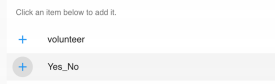 Click an item below to add it.
volunteer
Yes_No